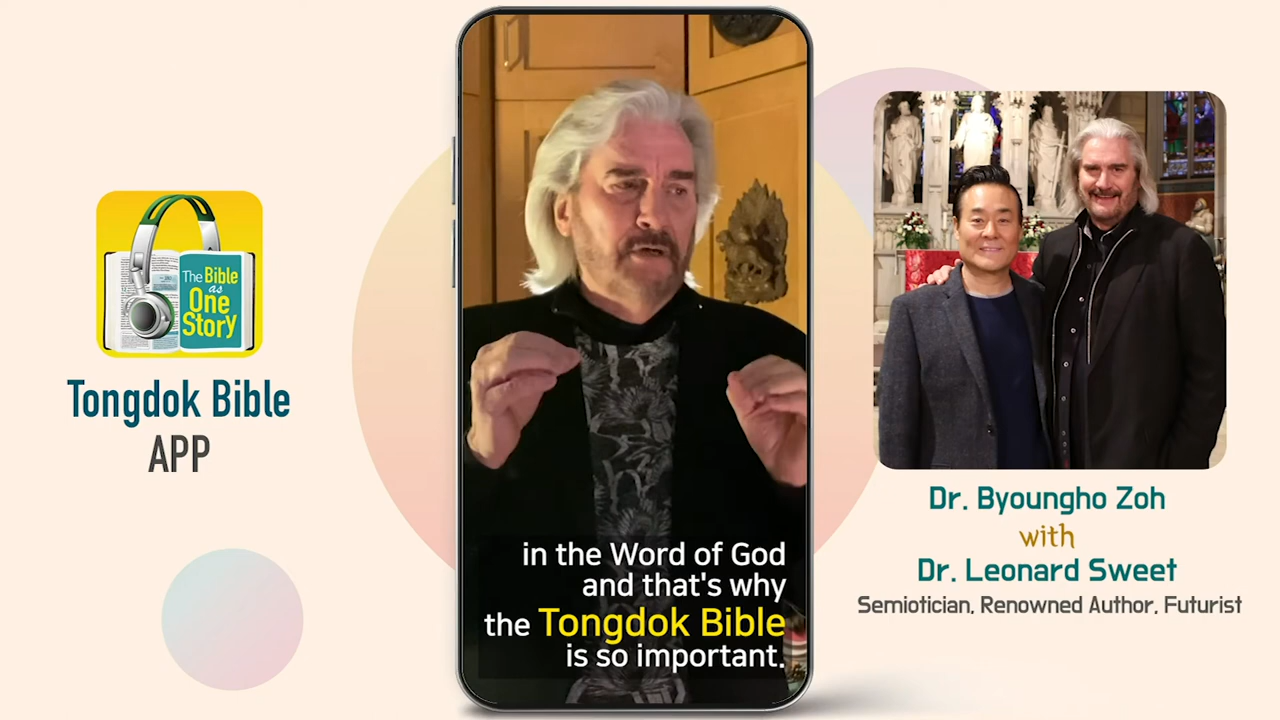 The Bible
as
One
Story
Tongdok Bible
APP
in the Word of God
and that's why
the Tongdok Bible
is so important.
Dr. Byoungho Zoh
with
Dr. Leonard Sweet
Semiotician, Renowned Author, Futurist